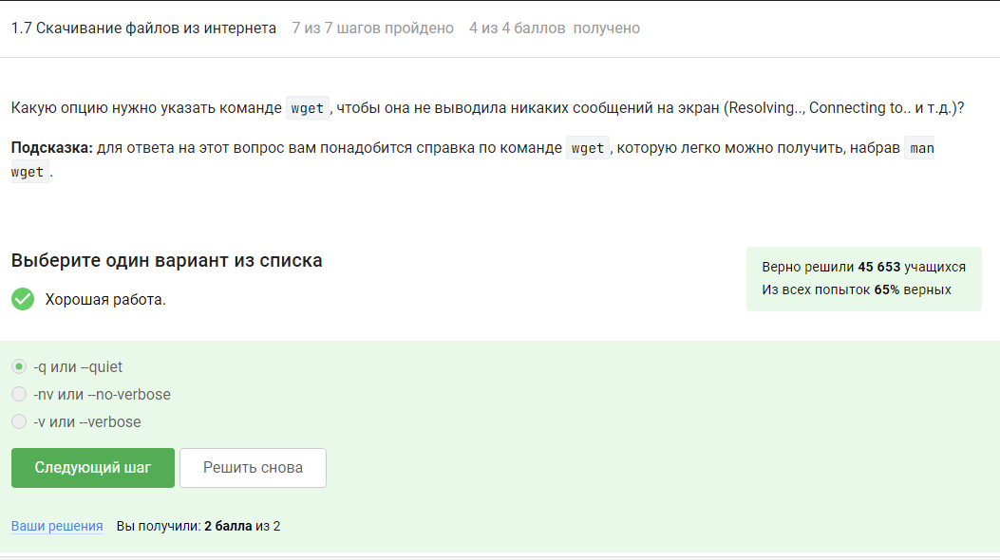 1.7 Скачивание файлов из интернета 7 из 7 шагов пройдено 4 из 4 баллов получено
Какую опцию нужно указать команде wget, чтобы она не выводила никаких сообщений на экран (Resolving.., Connecting to.. и т.д.)?
Подсказка: для ответа на этот вопрос вам понадобится справка по команде wget, которую легко можно получить, набрав man
wget.
Выберите один вариант из списка
Хорошая работа.
Верно решили 45 653 учащихся
Из всех попыток 65% верных
-q или --quiet
-nv или --no-verbose
-v или --verbose
Следующий шаг Решить снова
Ваши решения Вы получили: 2 балла из 2